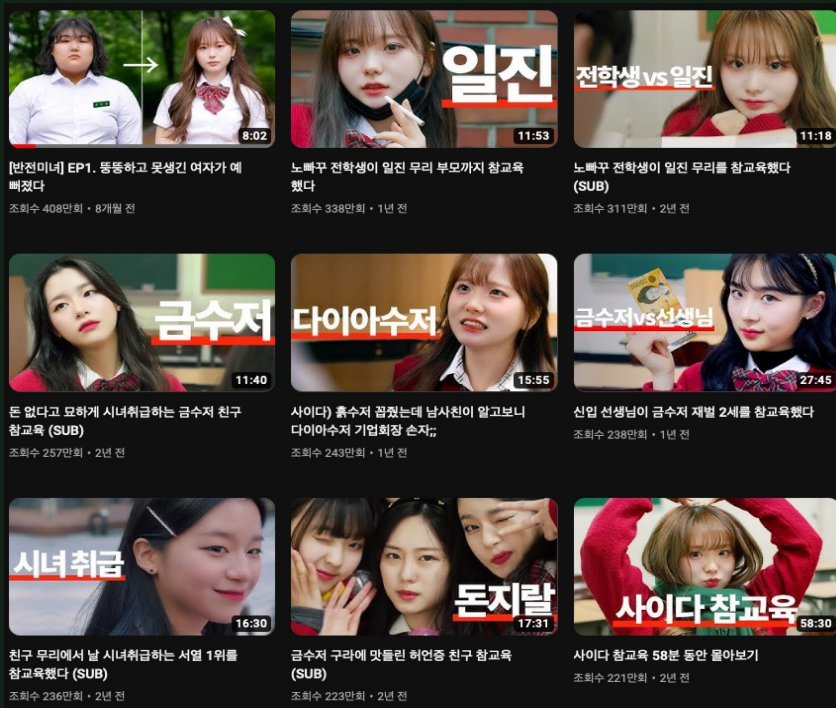 8:02
[반전미녀] EP1. 뚱뚱하고 못생긴 여자가 예
뻐졌다
조회수 408만회 • 8개월 전
일진
11:53
노빠꾸 전학생이 일진 무리 부모까지 참교육
했다
조회수 338만회 • 1년 전
전학생 vs 일진
11:18
노빠꾸 전학생이 일진 무리를 참교육했다
(SUB)
조회수 311만회 • 2년 전
금수저
11:40
돈 없다고 묘하게 시녀취급하는 금수저 친구
참교육 (SUB)
조회수 257만회 • 2년 전
다이아수저
15:55
사이다) 흙수저 꼽줬는데 남사친이 알고보니
다이아수저 기업회장 손자;;
조회수 243만회 • 1년 전
금수저vs선생님
27:45
신입 선생님이 금수저 재벌 2세를 참교육했다
조회수 238만회 • 1년 전
시녀 취급
16:30
친구 무리에서 날 시녀취급하는 서열 1위를
참교육했다 (SUB)
조회수 236만회 • 2년 전
돈지랄
17:31
금수저 구라에 맛들린 허언증 친구 참교육
(SUB)
조회수 223만회 • 2년 전
사이다 참교육
58:30
사이다 참교육 58분 동안 몰아보기
조회수 221만회 • 2년 전